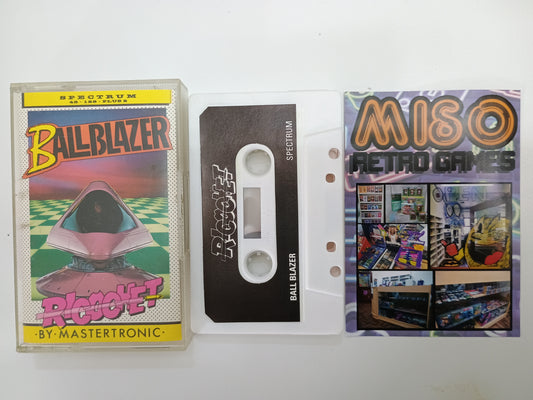 SPECTRUM
48 · 128 · PLUS 2
BALLBLAZER
RICOCHET
·BY·MASTERTRONIC·
RICOCHET
BALL BLAZER
SPECTRUM
MISO
RETRO GAMES